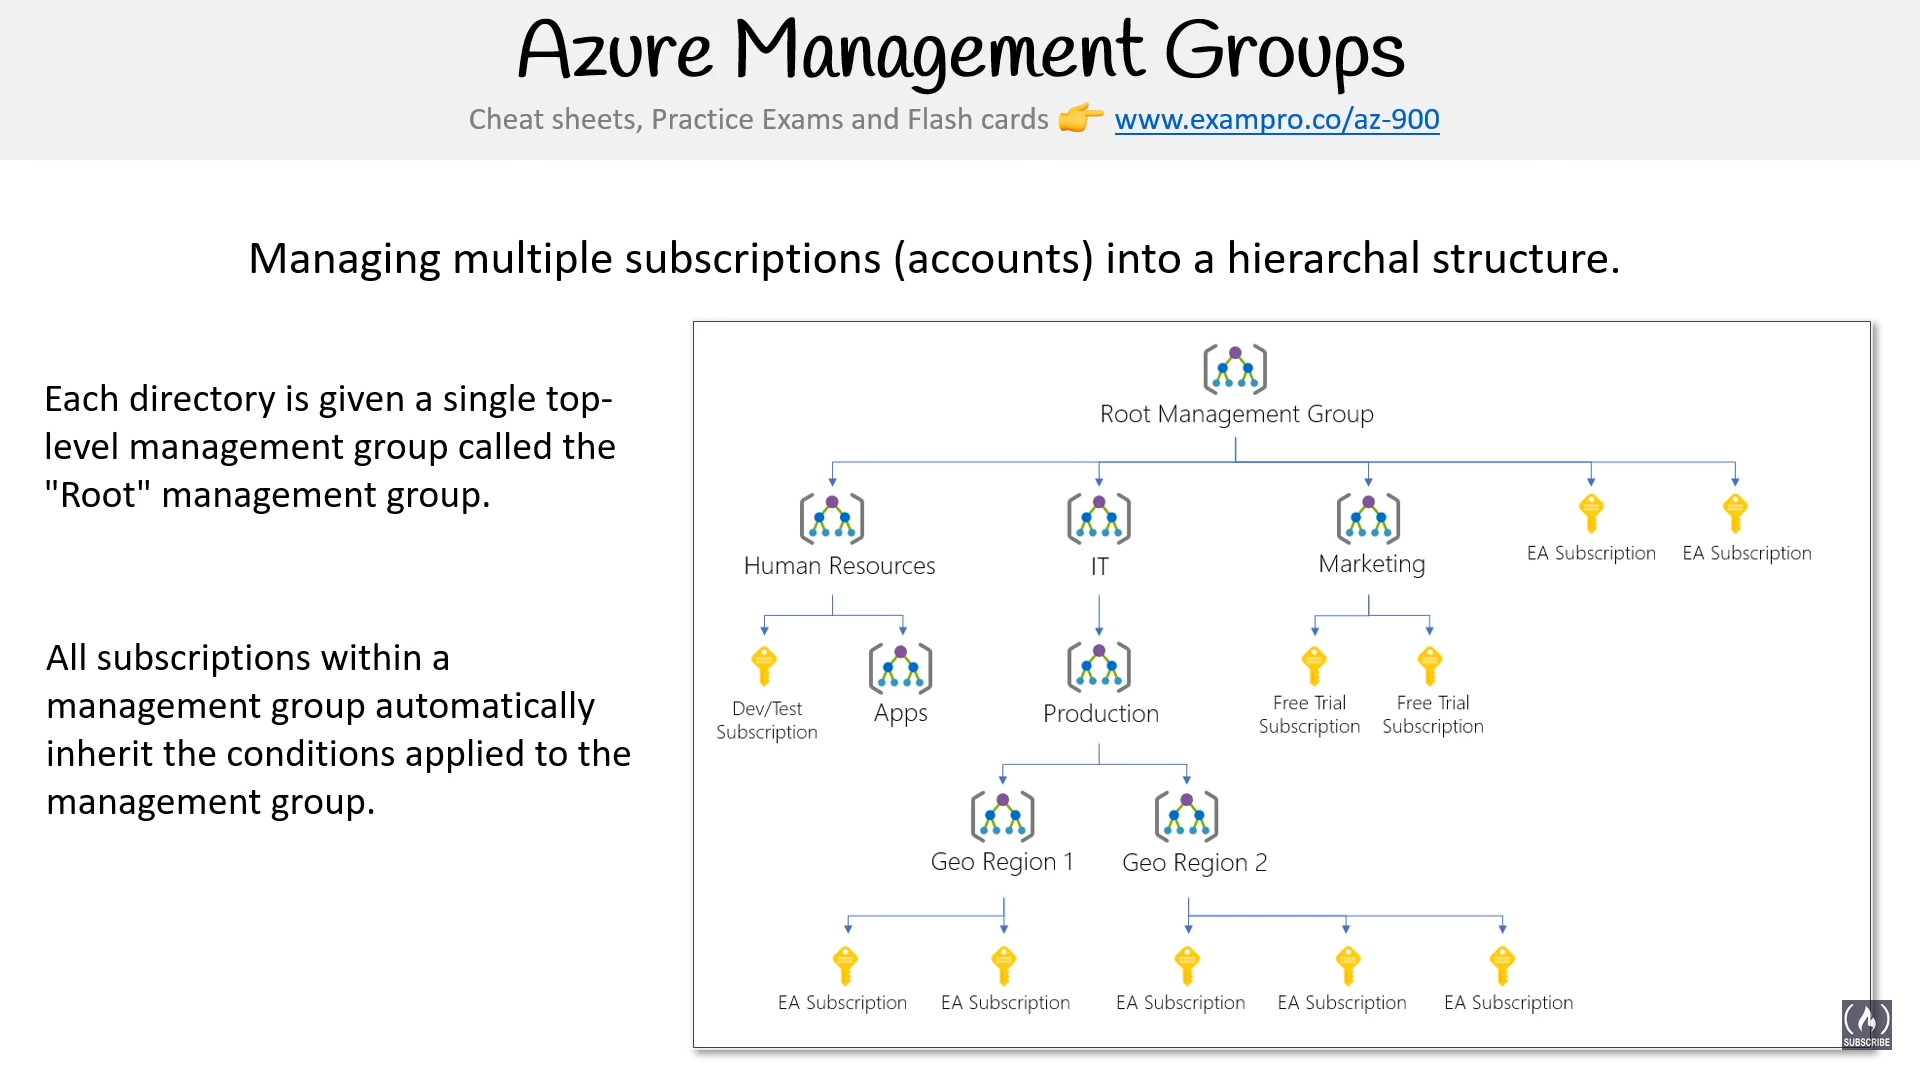 Azure Management Groups
Cheat sheets, Practice Exams and Flash cards 👉 www.exampro.co/az-900
Managing multiple subscriptions (accounts) into a hierarchal structure.
Each directory is given a single top-
level management group called the
"Root" management group.
All subscriptions within a
management group automatically
inherit the conditions applied to the
management group.
Root Management Group
Human Resources
IT
Marketing
EA Subscription
EA Subscription
Dev/Test
Subscription
Apps
Production
Free Trial
Subscription
Free Trial
Subscription
Geo Region 1
Geo Region 2
EA Subscription
EA Subscription
EA Subscription
EA Subscription
EA Subscription
SUBSCRIBE